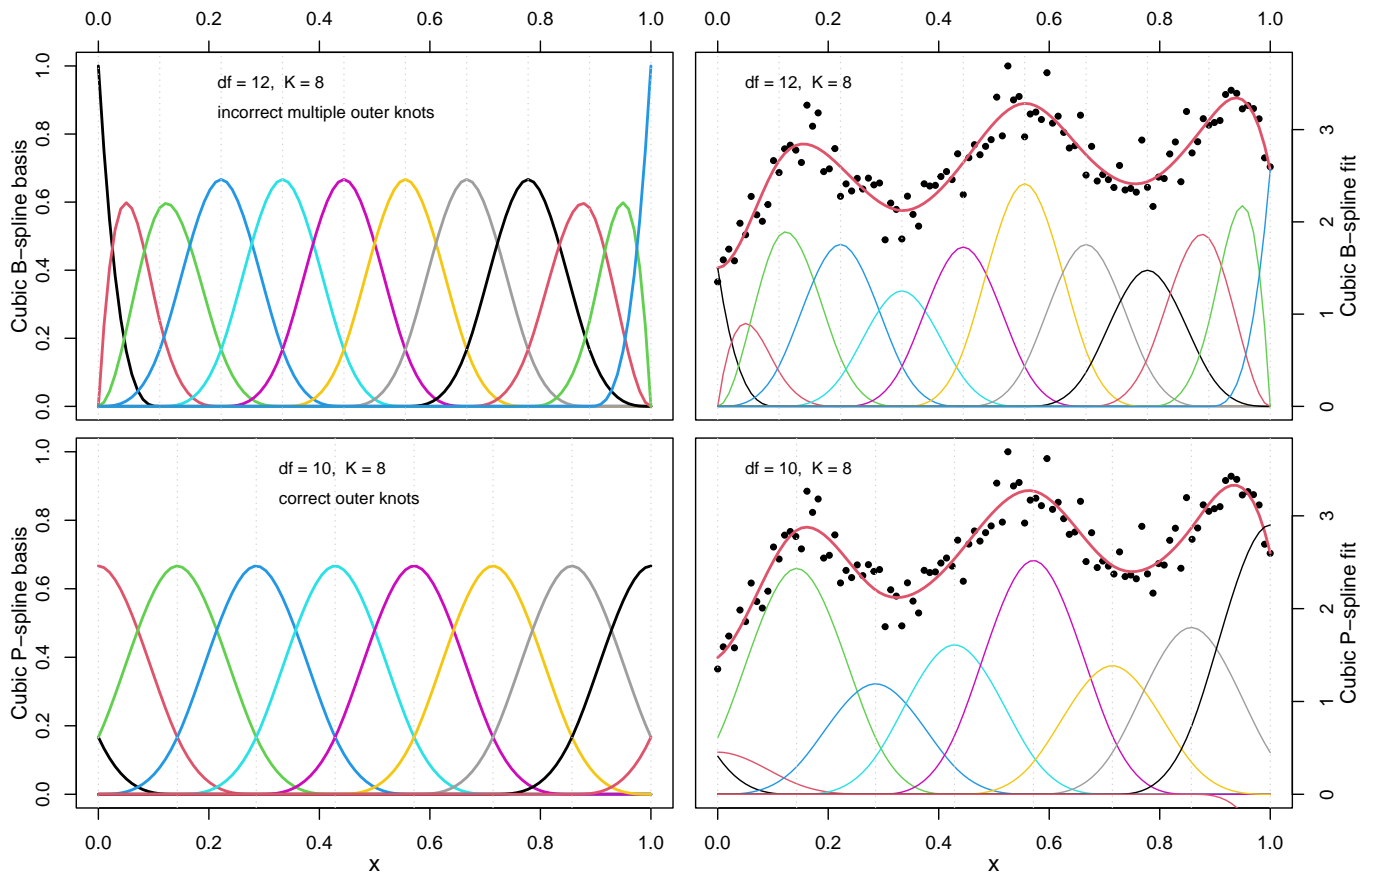 0.0 0.2 0.4 0.6 0.8 1.0
0.0 0.2 0.4 0.6 0.8 1.0
Cubic B−spline basis
0.0 0.2 0.4 0.6 0.8 1.0
df = 12, K = 8
incorrect multiple outer knots
df = 12, K = 8
0 1 2 3
Cubic B−spline fit
Cubic P−spline basis
0.0 0.2 0.4 0.6 0.8 1.0
df = 10, K = 8
correct outer knots
df = 10, K = 8
0 1 2 3
Cubic P−spline fit
0.0 0.2 0.4 0.6 0.8 1.0
x
0.0 0.2 0.4 0.6 0.8 1.0
x